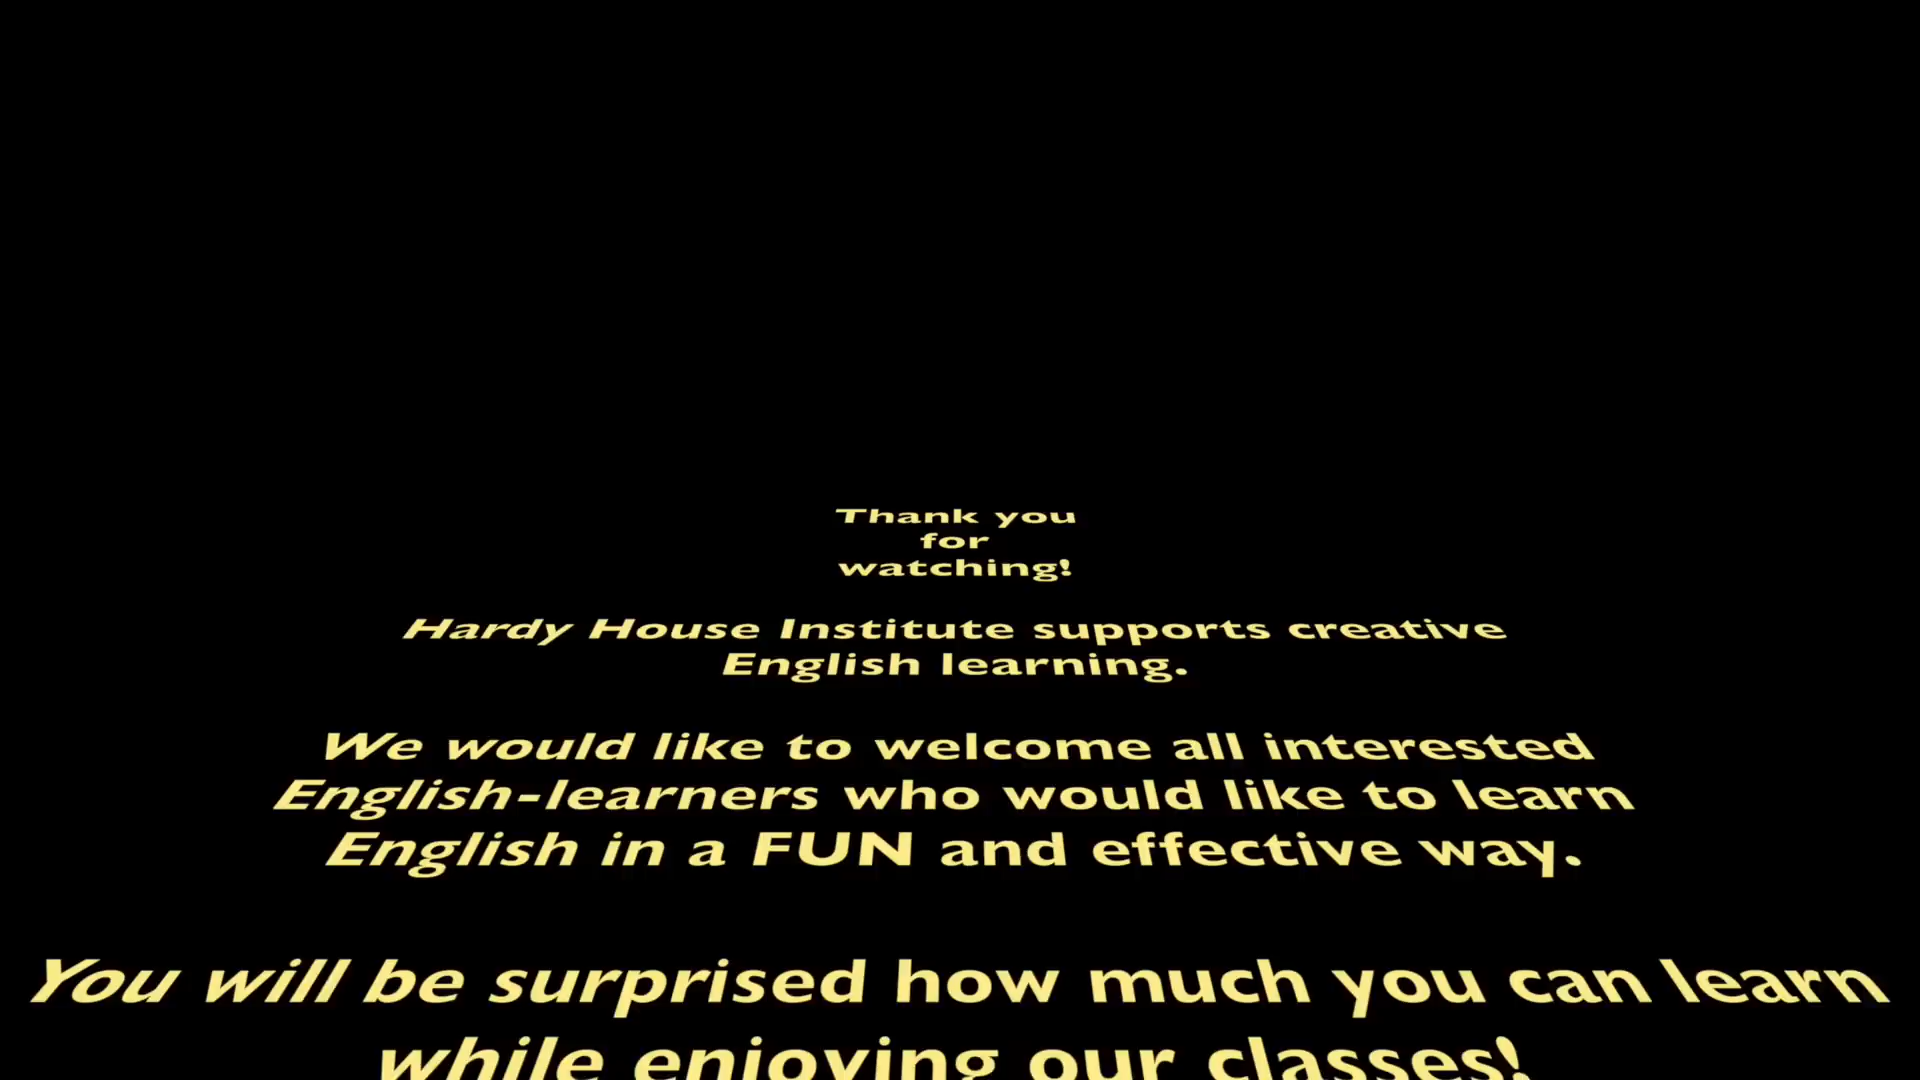 Thank you
for
watching!
Hardy House Institute supports creative
English learning.
We would like to welcome all interested
English-learners who would like to learn
English in a FUN and effective way.
You will be surprised how much you can learn
while enjoying our classes!